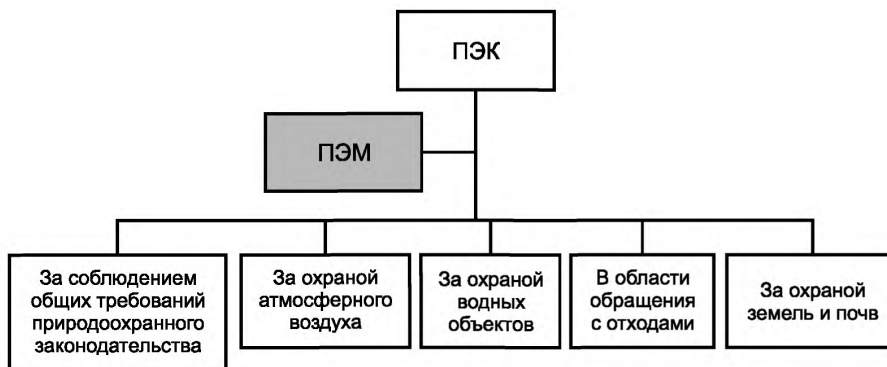 ПЭК
ПЭМ
За соблюдением
общих требований
природоохранного
законодательства
За охраной
атмосферного
воздуха
За охраной
водных
объектов
В области
обращения
с отходами
За охраной
земель и почв